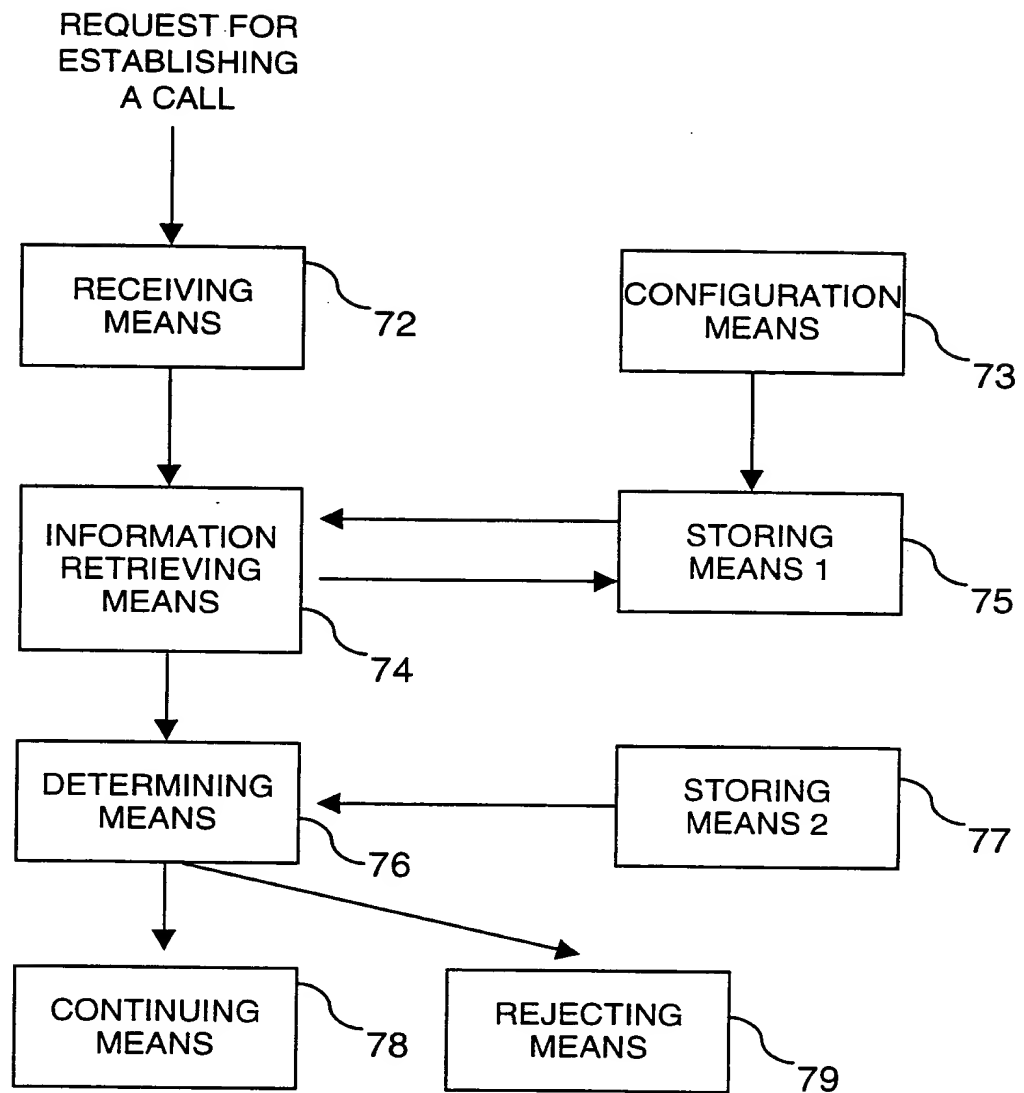 REQUEST FOR
ESTABLISHING
A CALL
RECEIVING
MEANS
72
CONFIGURATION
MEANS
73
INFORMATION
RETRIEVING
MEANS
74
STORING
MEANS 1
75
DETERMINING
MEANS
76
STORING
MEANS 2
77
CONTINUING
MEANS
78
REJECTING
MEANS
79